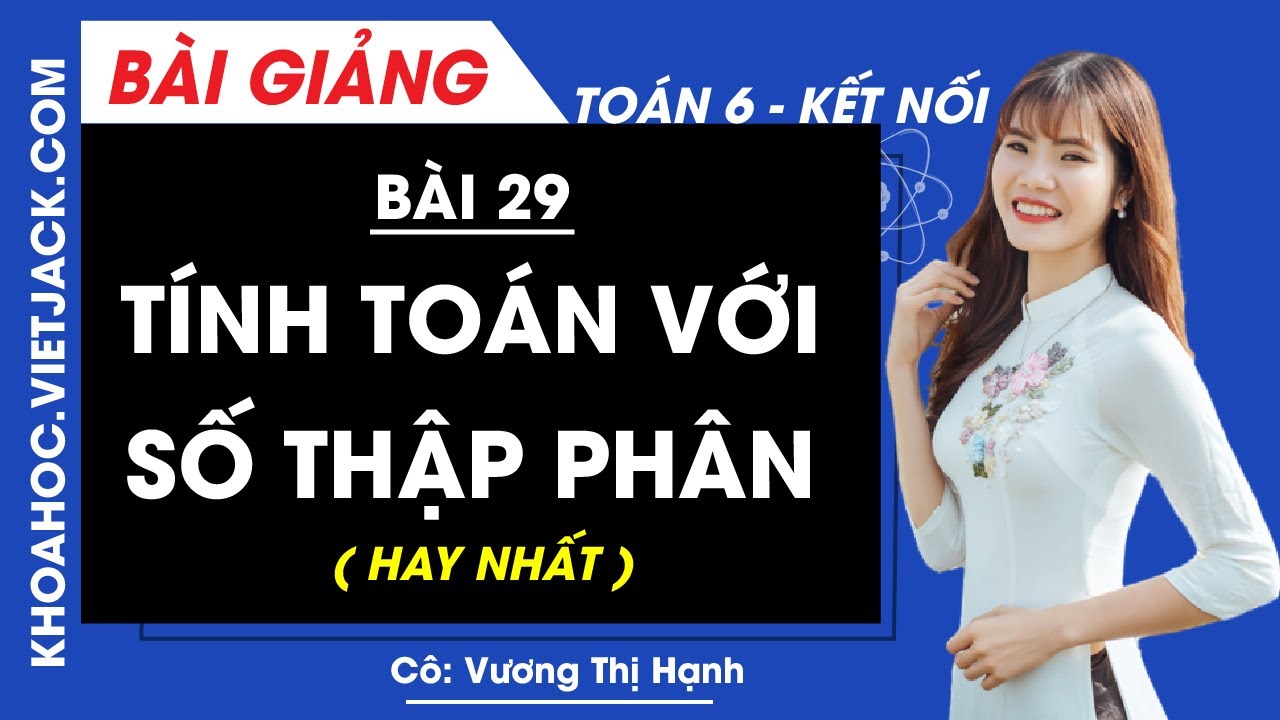 KHOAHOC.VIETJACK.COM
BÀI GIẢNG
TOÁN 6 - KẾT NỐI
BÀI 29
TÍNH TOÁN VỚI
SỐ THẬP PHÂN
( HAY NHẤT )
Cô: Vương Thị Hạnh